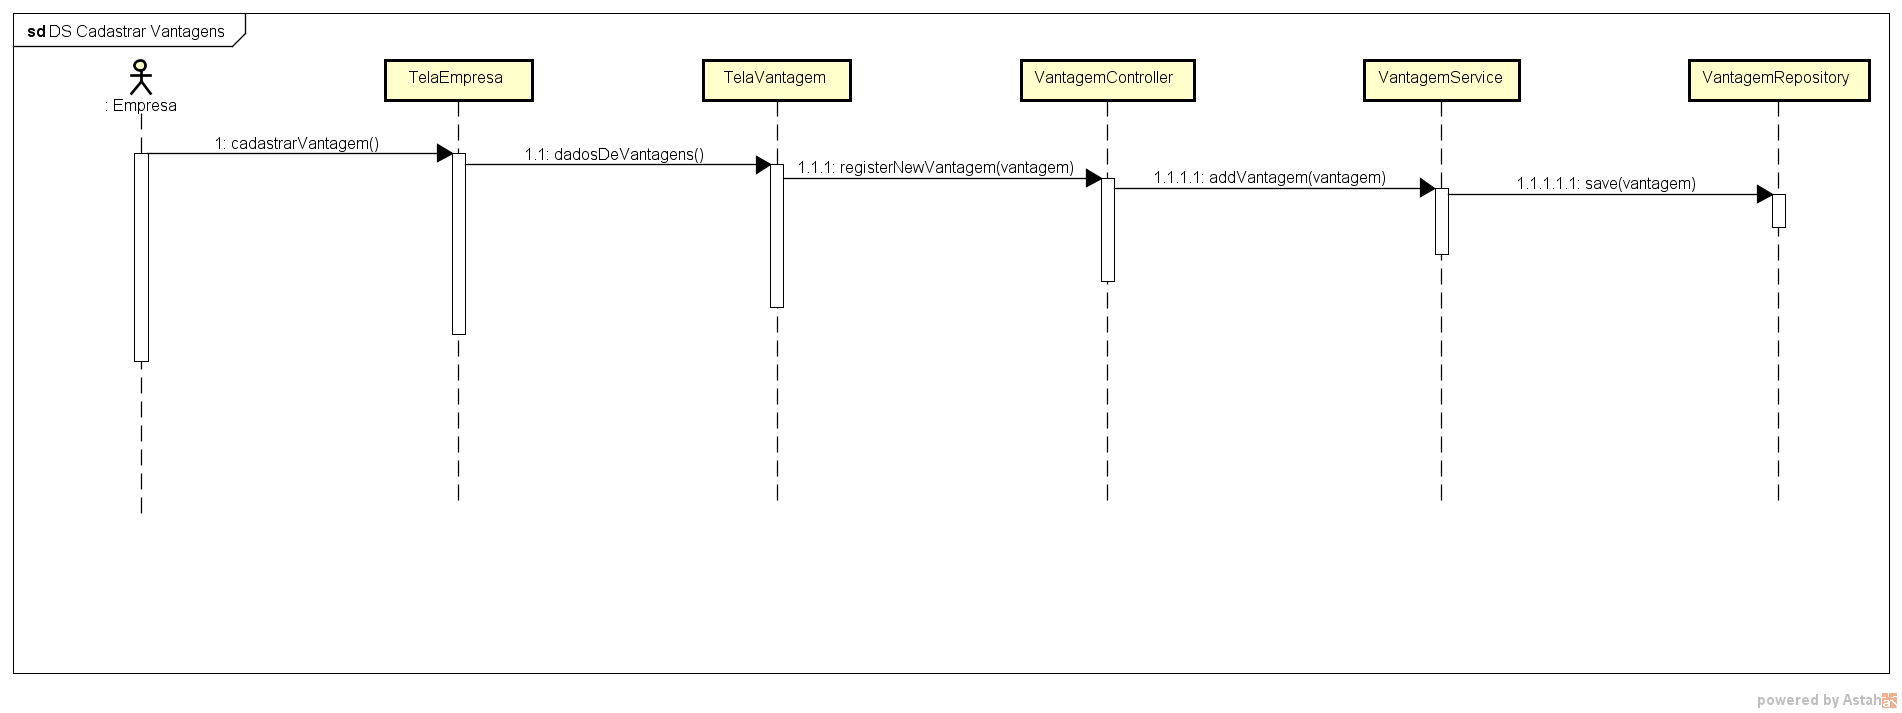 sd DS Cadastrar Vantagens
: Empresa
TelaEmpresa
TelaVantagem
VantagemController
VantagemService
VantagemRepository
1: cadastrarVantagem()
1.1: dadosDeVantagens()
1.1.1: registerNewVantagem(vantagem)
1.1.1.1: addVantagem(vantagem)
1.1.1.1.1: save(vantagem)
powered by Astah